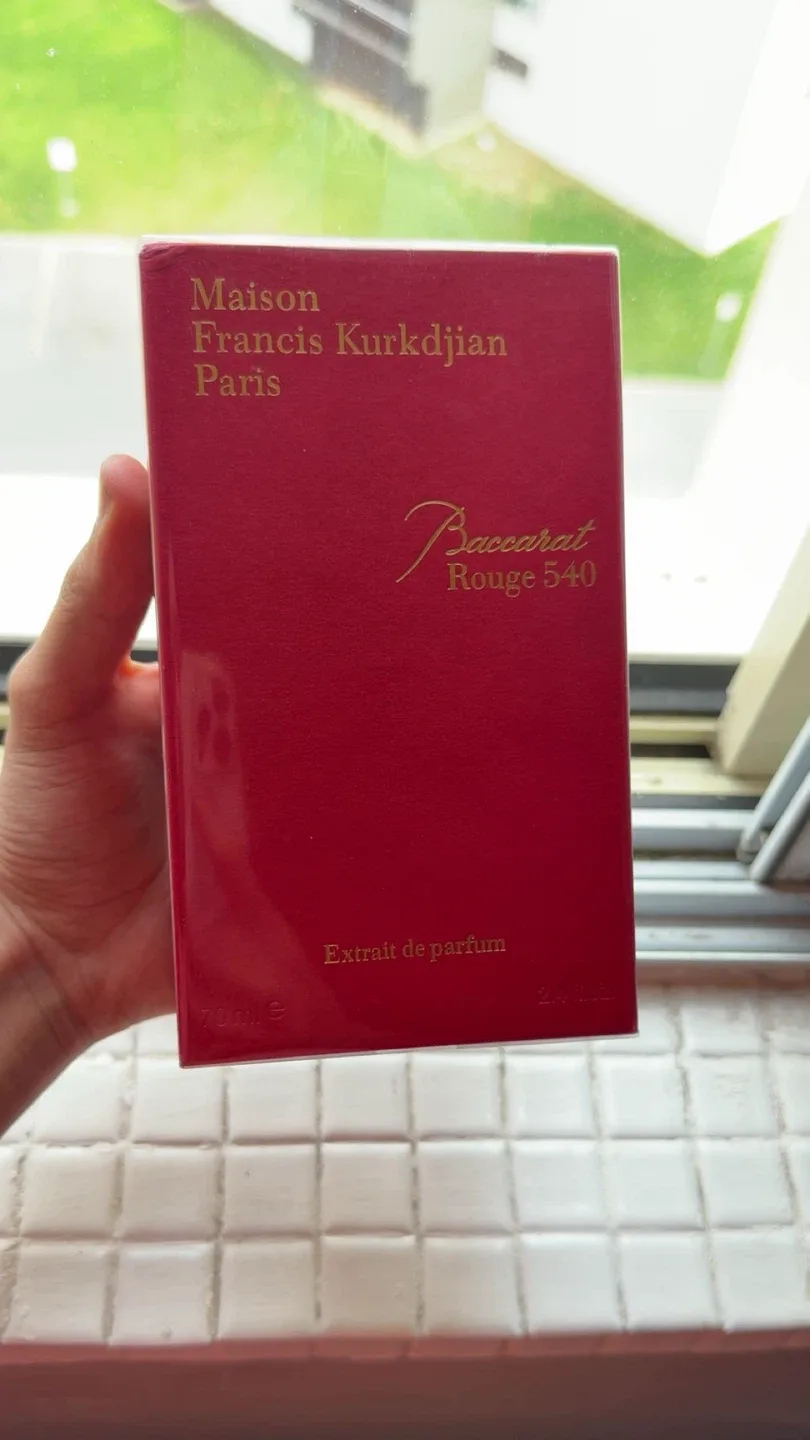 Maison
Francis Kurkdjian
Paris
Baccarat
Rouge 540
Extrait de parfum
70 ml ℮